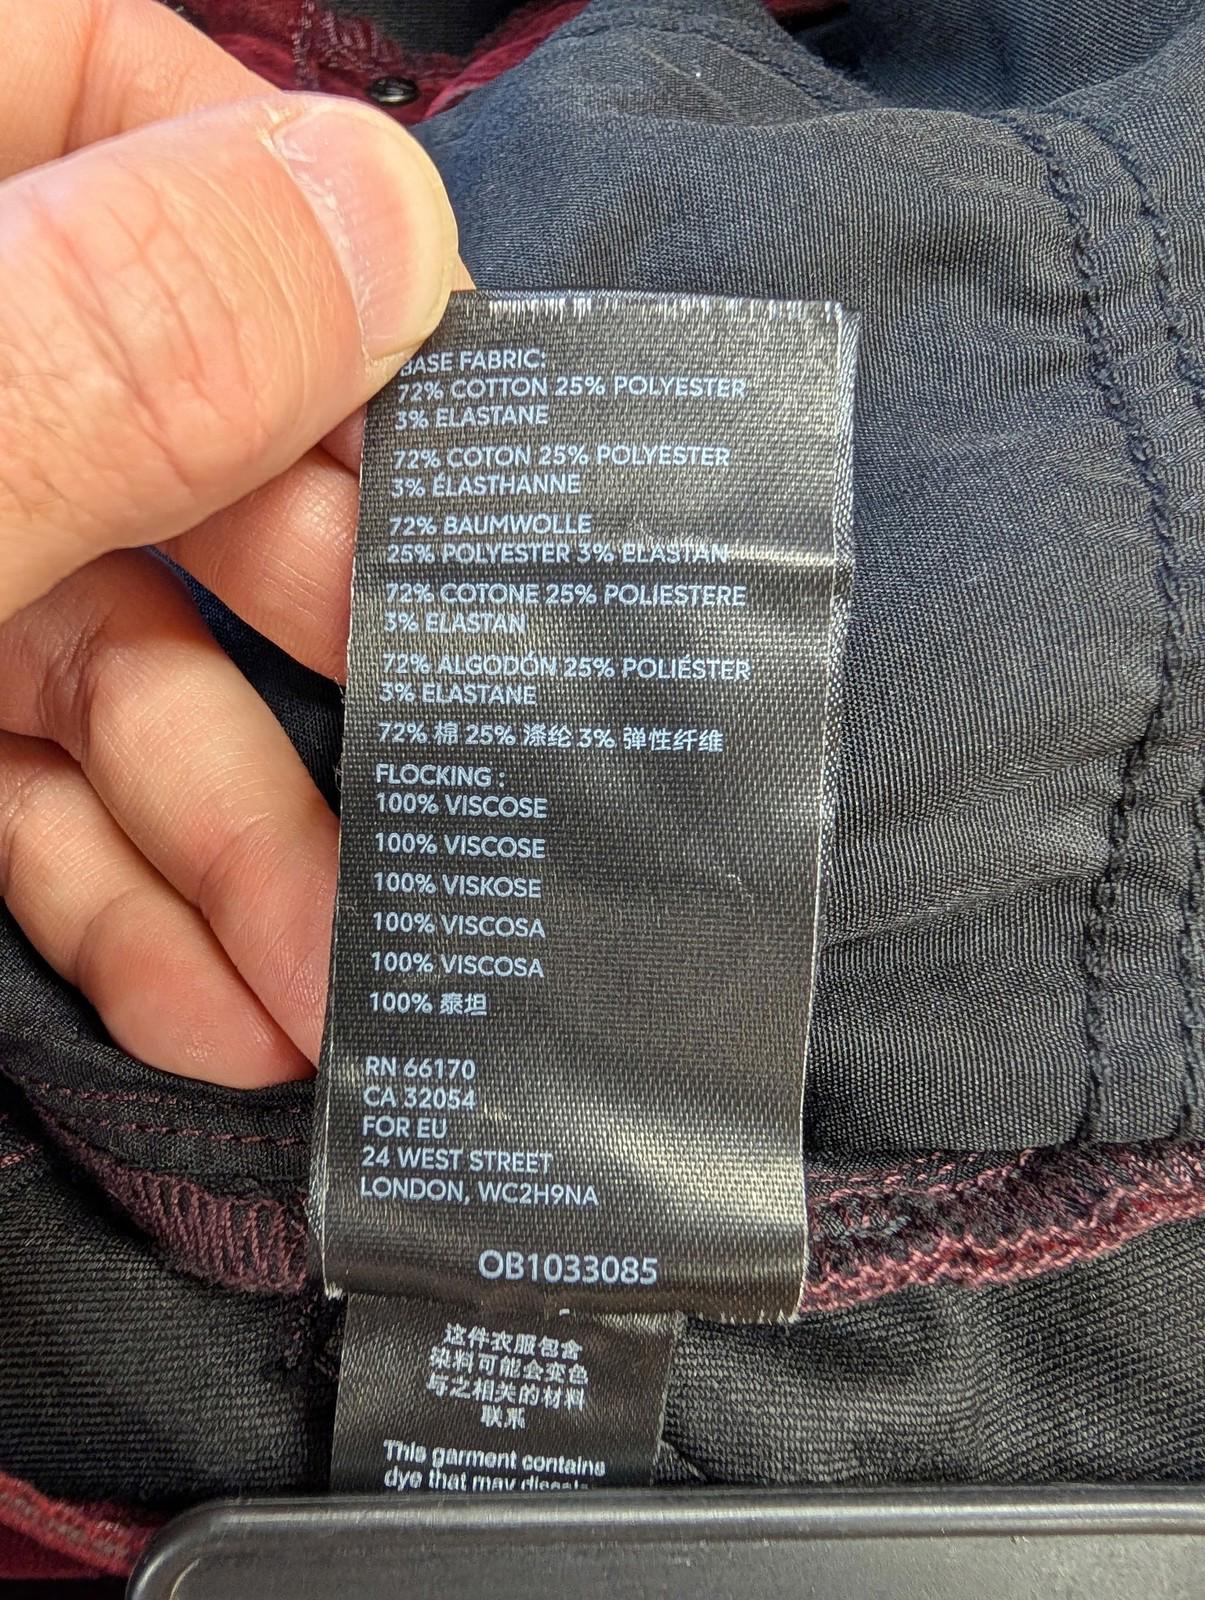 BASE FABRIC:
72% COTTON 25% POLYESTER
3% ELASTANE
72% COTON 25% POLYESTER
3% ÉLASTHANNE
72% BAUMWOLLE
25% POLYESTER 3% ELASTAN
72% COTONE 25% POLIESTERE
3% ELASTAN
72% ALGODÓN 25% POLIÉSTER
3% ELASTANE
72% 棉 25% 涤纶 3% 弹性纤维
FLOCKING :
100% VISCOSE
100% VISCOSE
100% VISKOSE
100% VISCOSA
100% VISCOSA
100% 泰坦
RN 66170
CA 32054
FOR EU
24 WEST STREET
LONDON, WC2H9NA
OB1033085
这件衣服包含
染料可能会变色
与之相关的材料
联系
This garment contains
dye that may